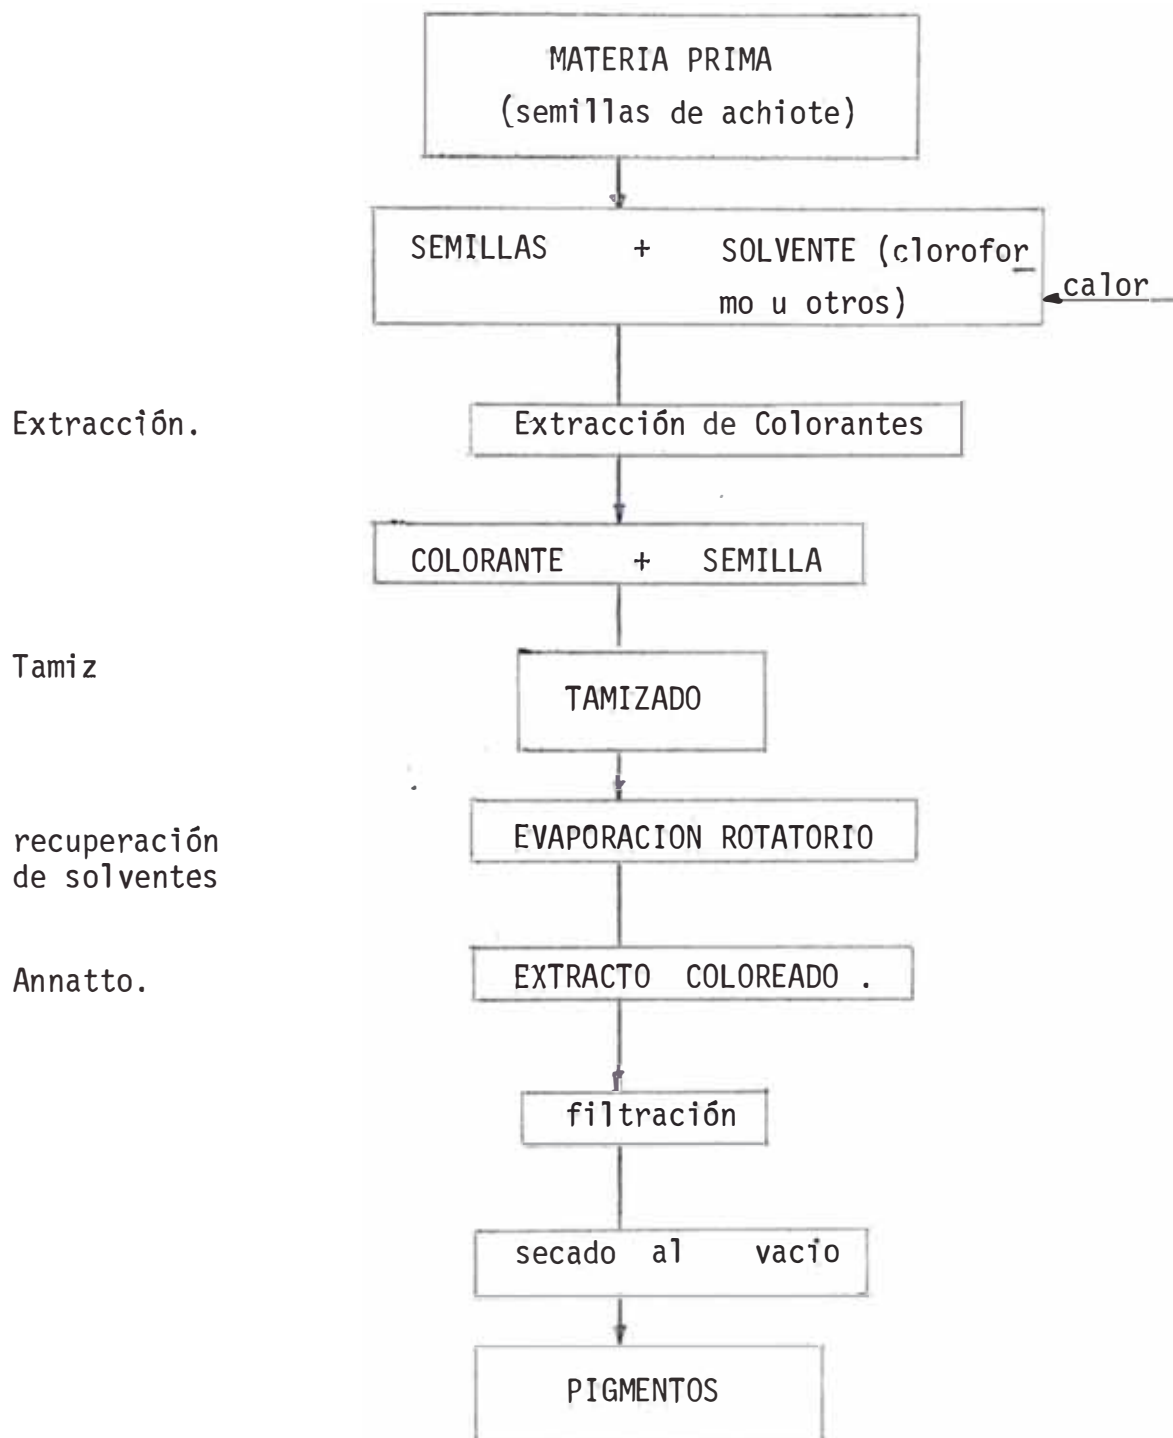 MATERIA PRIMA
(semillas de achiote)
SEMILLAS + SOLVENTE (clorofor
mo u otros)
calor
Extracción.
Extracción de Colorantes
COLORANTE + SEMILLA
Tamiz
TAMIZADO
EVAPORACION ROTATORIO
recuperación
de solventes
Annatto.
EXTRACTO COLOREADO .
filtración
secado al vacio
PIGMENTOS